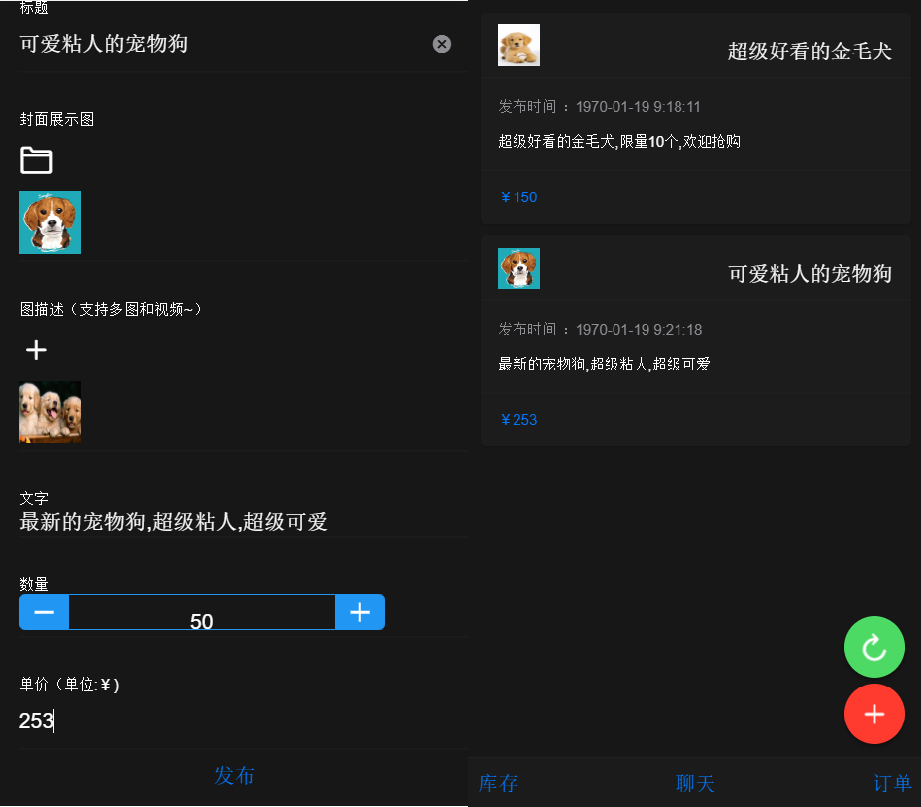 标题
可爱粘人的宠物狗
封面展示图
图描述（支持多图和视频~）
文字
最新的宠物狗,超级粘人,超级可爱
数量
50
单价（单位:¥）
253
发布
超级好看的金毛犬
发布时间 ：1970-01-19 9:18:11
超级好看的金毛犬,限量10个,欢迎抢购
¥150
可爱粘人的宠物狗
发布时间 ：1970-01-19 9:21:18
最新的宠物狗,超级粘人,超级可爱
¥253
库存 聊天 订单